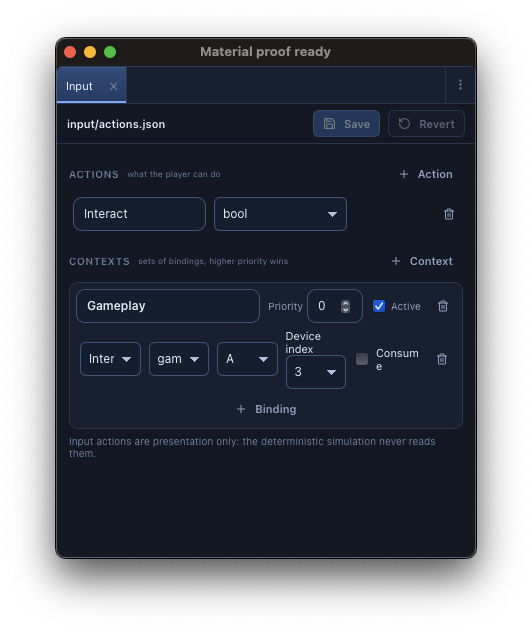 Material proof ready
Input
input/actions.json
Save
Revert
ACTIONS what the player can do
Action
Interact
bool
CONTEXTS sets of bindings, higher priority wins
Context
Gameplay
Priority
0
Active
Device
index
Inter
gam
A
3
Consum
e
Binding
Input actions are presentation only: the deterministic simulation never reads
them.